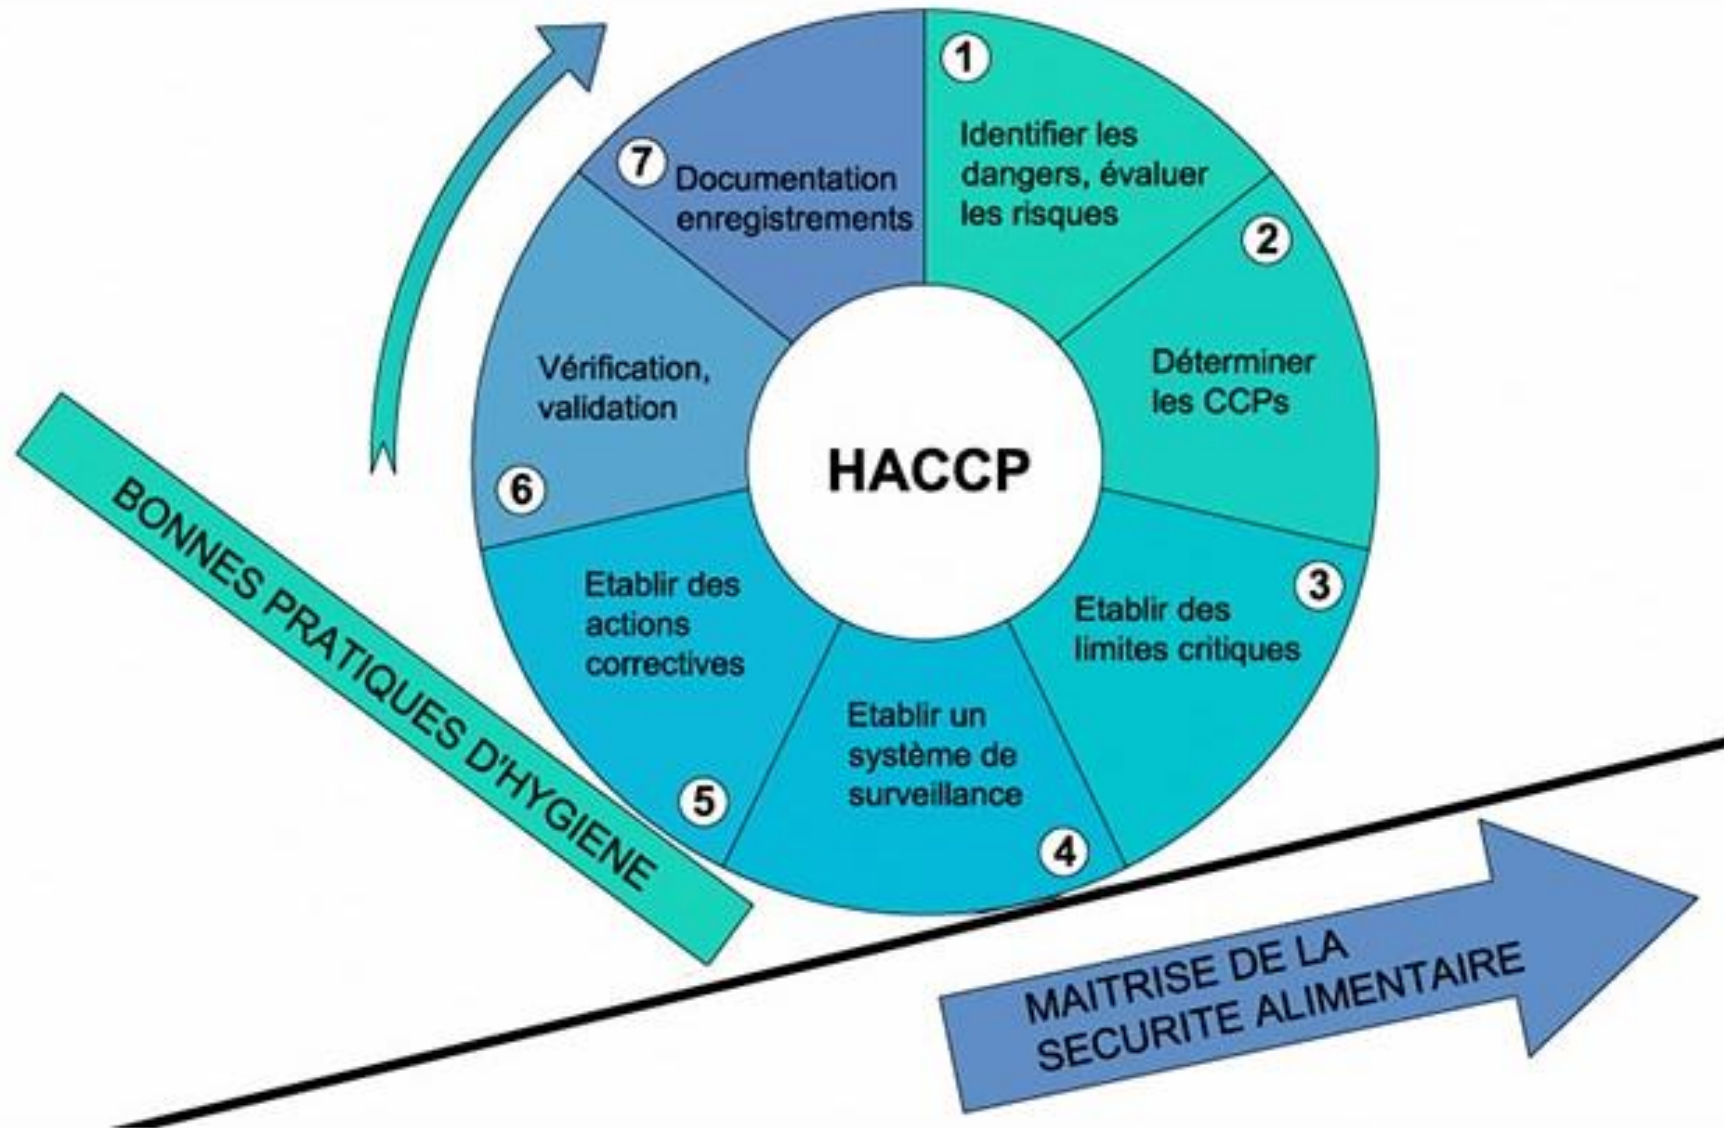 1
Identifier les
dangers, évaluer
les risques
2
Déterminer
les CCPs
3
Etablir des
limites critiques
4
Etablir un
système de
surveillance
5
Etablir des
actions
correctives
6
Vérification,
validation
7
Documentation
enregistrements
HACCP
BONNES PRATIQUES D'HYGIENE
MAITRISE DE LA
SECURITE ALIMENTAIRE